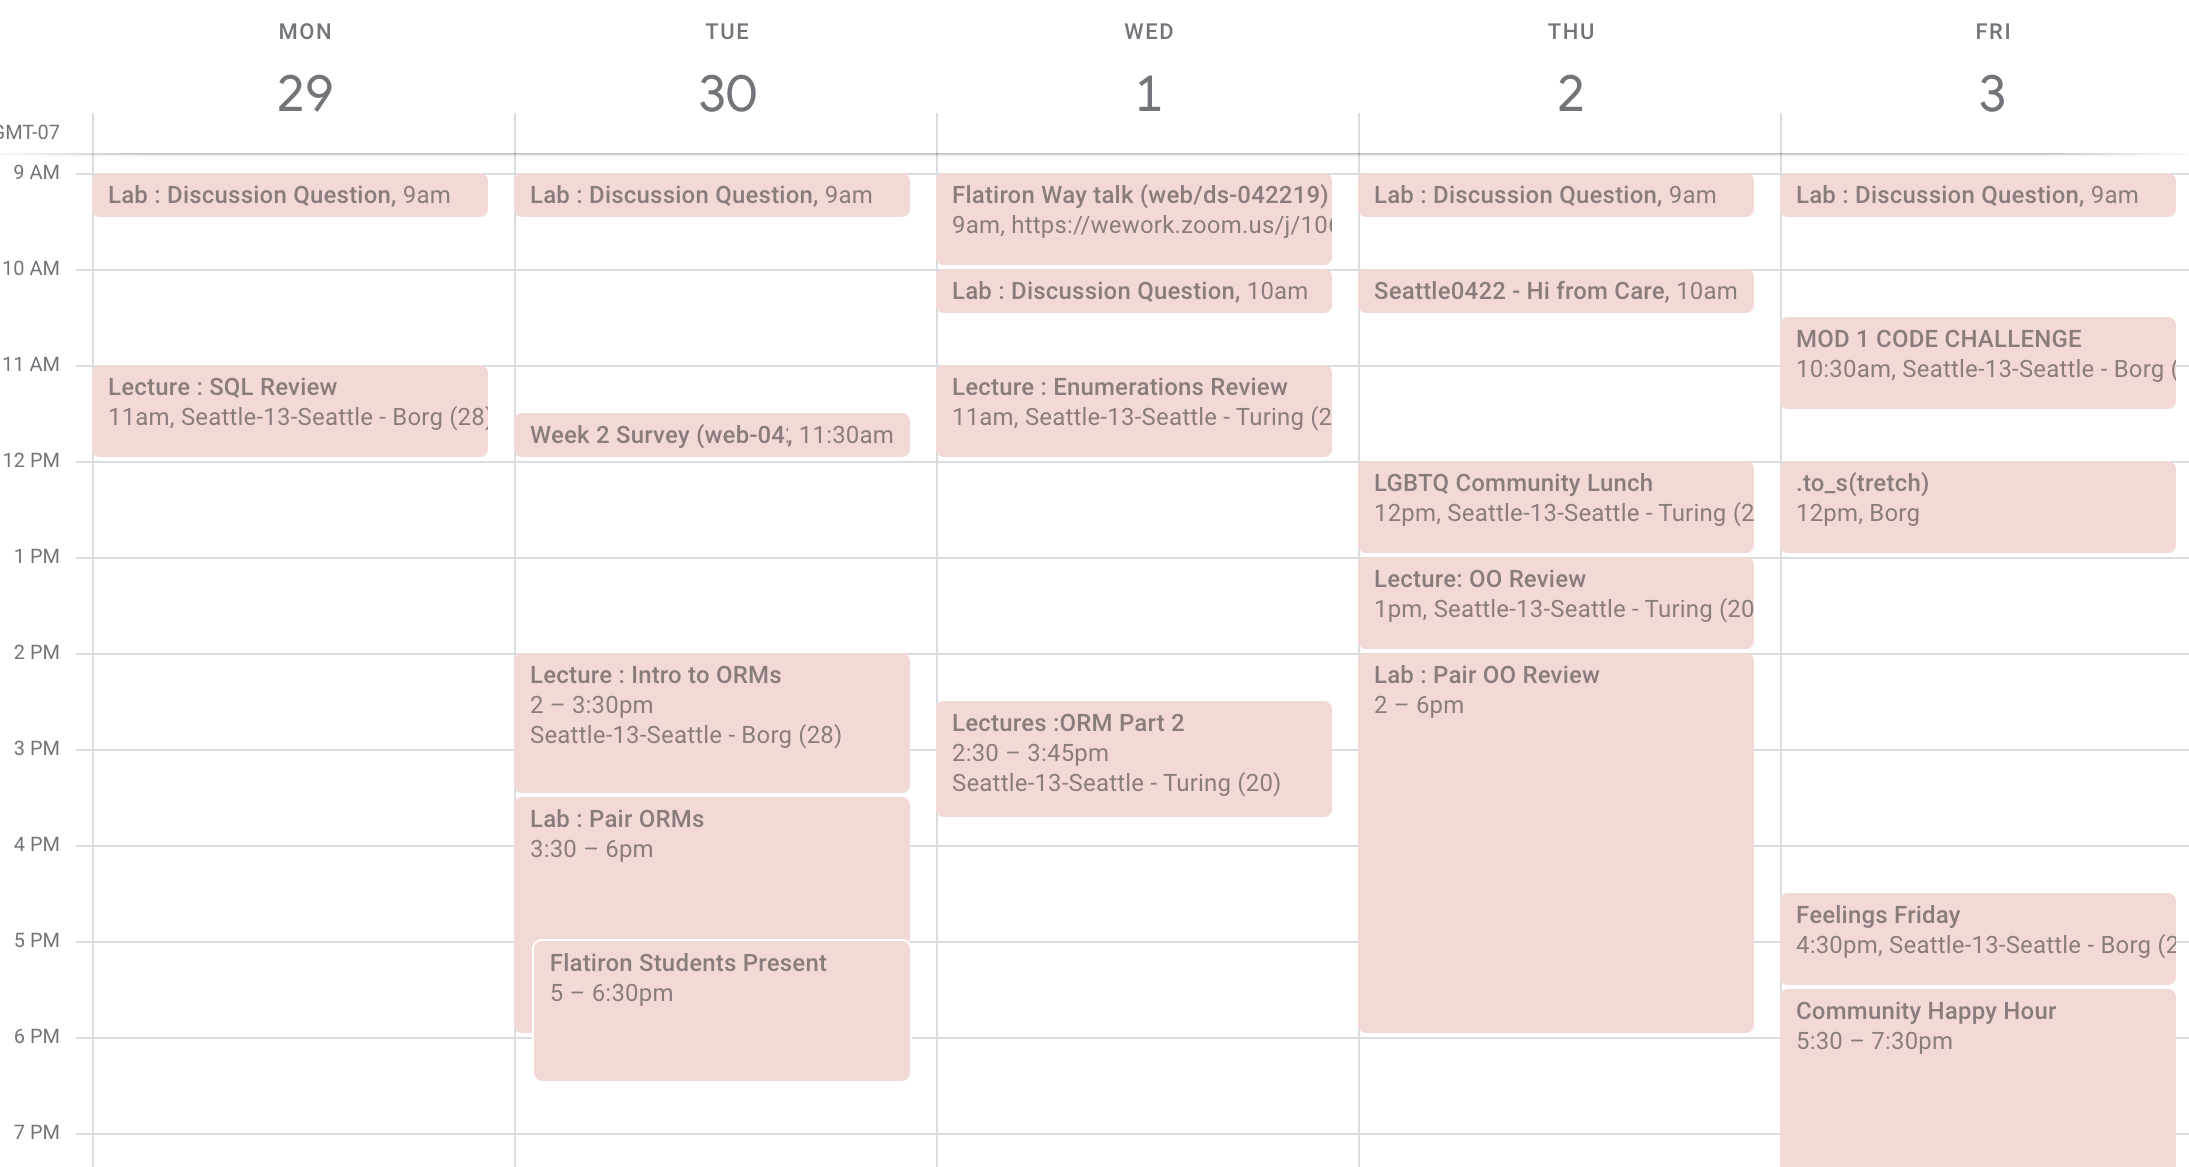 MON
TUE
WED
THU
FRI
29
30
1
2
3
GMT-07
9 AM
10 AM
11 AM
12 PM
1 PM
2 PM
3 PM
4 PM
5 PM
6 PM
7 PM
Lab : Discussion Question, 9am
Lecture : SQL Review
11am, Seattle-13-Seattle - Borg (28)
Lab : Discussion Question, 9am
Week 2 Survey (web-04, 11:30am
Lecture : Intro to ORMs
2 – 3:30pm
Seattle-13-Seattle - Borg (28)
Lab : Pair ORMs
3:30 – 6pm
Flatiron Students Present
5 – 6:30pm
Flatiron Way talk (web/ds-042219)
9am, https://wework.zoom.us/j/10
Lab : Discussion Question, 10am
Lecture : Enumerations Review
11am, Seattle-13-Seattle - Turing (2
Lectures :ORM Part 2
2:30 – 3:45pm
Seattle-13-Seattle - Turing (20)
Lab : Discussion Question, 9am
Seattle0422 - Hi from Care, 10am
LGBTQ Community Lunch
12pm, Seattle-13-Seattle - Turing (2
Lecture: OO Review
1pm, Seattle-13-Seattle - Turing (20
Lab : Pair OO Review
2 – 6pm
Lab : Discussion Question, 9am
MOD 1 CODE CHALLENGE
10:30am, Seattle-13-Seattle - Borg (
.to_s(tretch)
12pm, Borg
Feelings Friday
4:30pm, Seattle-13-Seattle - Borg (2
Community Happy Hour
5:30 – 7:30pm